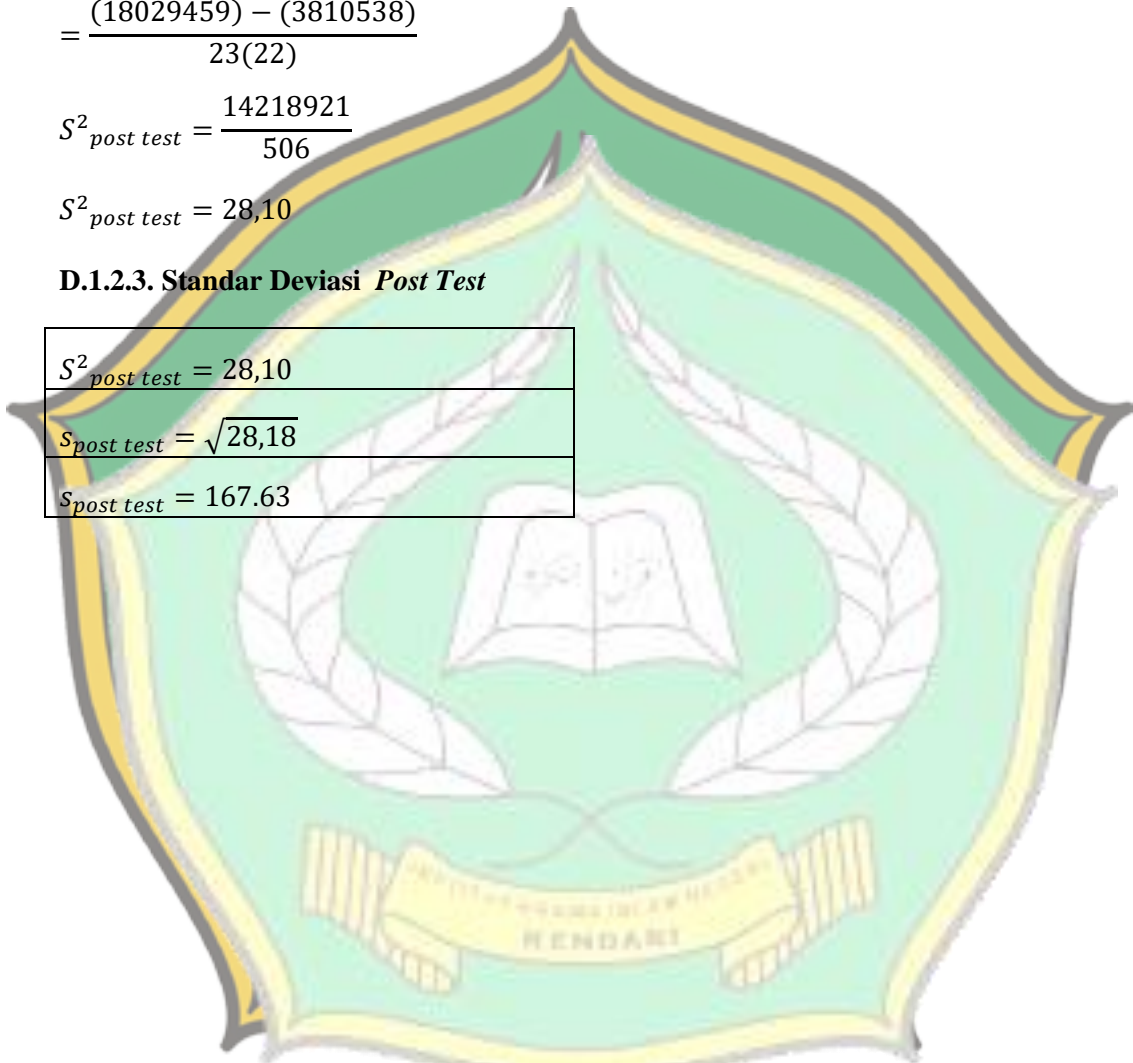 = (18029459) − (3810538) / 23(22)
S²post test = 14218921 / 506
S²post test = 28,10
D.1.2.3. Standar Deviasi Post Test
S²post test = 28,10
spost test = √28,18
spost test = 167.63
KENDARI